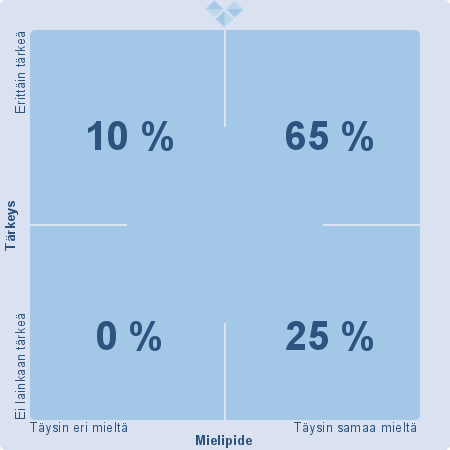 Erittäin tärkeä
10 %
65 %
Tärkeys
0 %
25 %
Ei lainkaan tärkeä
Täysin eri mieltä
Täysin samaa mieltä
Mielipide